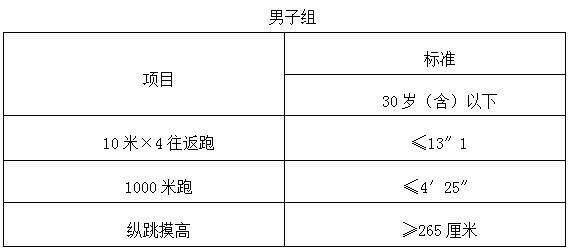 男子组
项目
标准
30岁（含）以下
10米×4往返跑
≤13″1
1000米跑
≤4′25″
纵跳摸高
≥265厘米